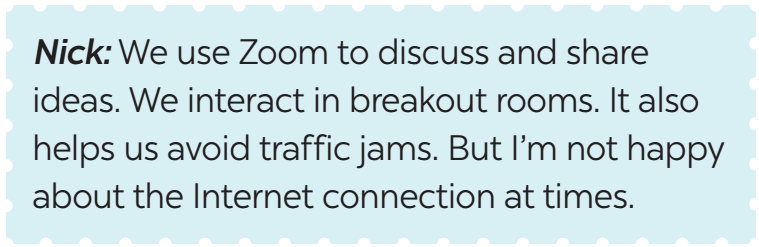 Nick: We use Zoom to discuss and share
ideas. We interact in breakout rooms. It also
helps us avoid traffic jams. But I’m not happy
about the Internet connection at times.